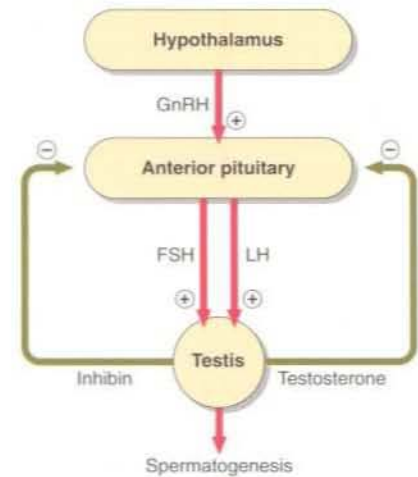 Hypothalamus
GnRH
+
− −
Anterior pituitary
FSH LH
+ +
Testis
Inhibin Testosterone
Spermatogenesis